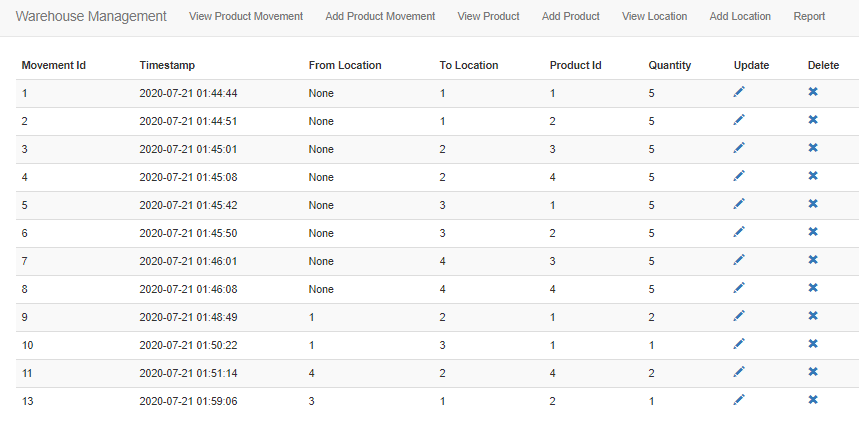 Warehouse Management View Product Movement Add Product Movement View Product Add Product View Location Add Location Report
Movement Id Timestamp From Location To Location Product Id Quantity Update Delete
1 2020-07-21 01:44:44 None 1 1 5
2 2020-07-21 01:44:51 None 1 2 5
3 2020-07-21 01:45:01 None 2 3 5
4 2020-07-21 01:45:08 None 2 4 5
5 2020-07-21 01:45:42 None 3 1 5
6 2020-07-21 01:45:50 None 3 2 5
7 2020-07-21 01:46:01 None 4 3 5
8 2020-07-21 01:46:08 None 4 4 5
9 2020-07-21 01:48:49 1 2 1 2
10 2020-07-21 01:50:22 1 3 1 1
11 2020-07-21 01:51:14 4 2 4 2
13 2020-07-21 01:59:06 3 1 2 1